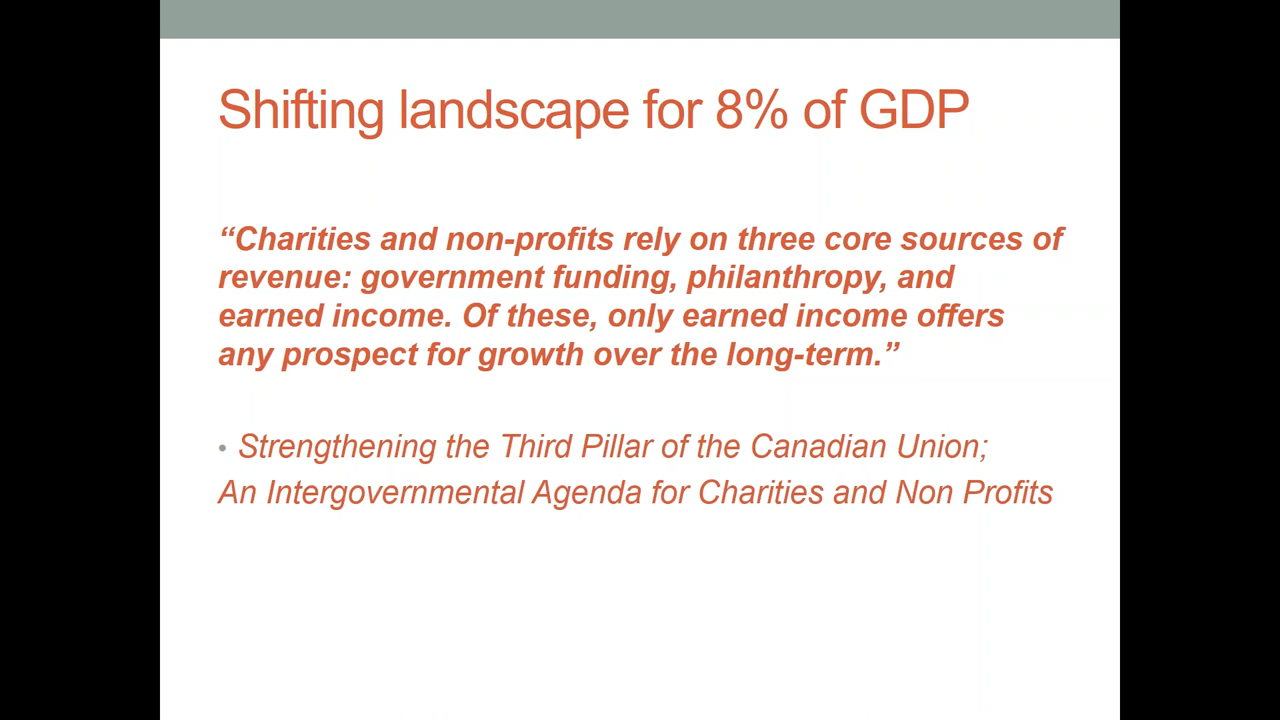 Shifting landscape for 8% of GDP
“Charities and non-profits rely on three core sources of
revenue: government funding, philanthropy, and
earned income. Of these, only earned income offers
any prospect for growth over the long-term.”
• Strengthening the Third Pillar of the Canadian Union;
An Intergovernmental Agenda for Charities and Non Profits